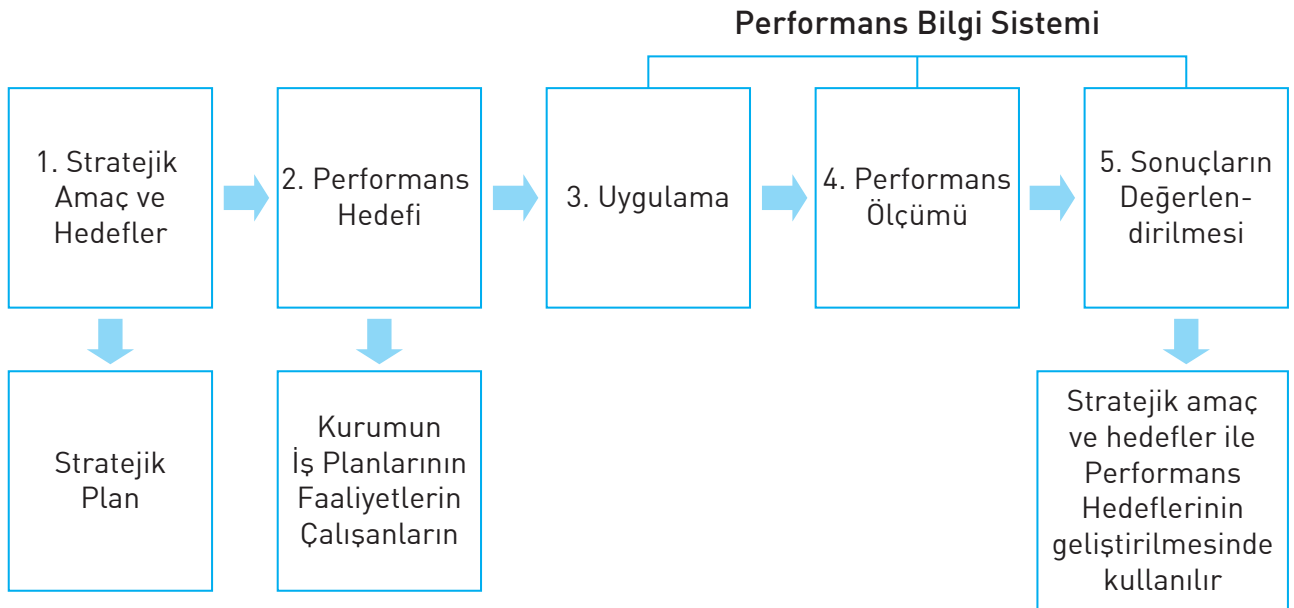 Performans Bilgi Sistemi
1. Stratejik
Amaç ve
Hedefler
2. Performans
Hedefi
3. Uygulama
4. Performans
Ölçümü
5. Sonuçların
Değerlen-
dirilmesi
Stratejik
Plan
Kurumun
İş Planlarının
Faaliyetlerin
Çalışanların
Stratejik amaç
ve hedefler ile
Performans
Hedeflerinin
geliştirilmesinde
kullanılır